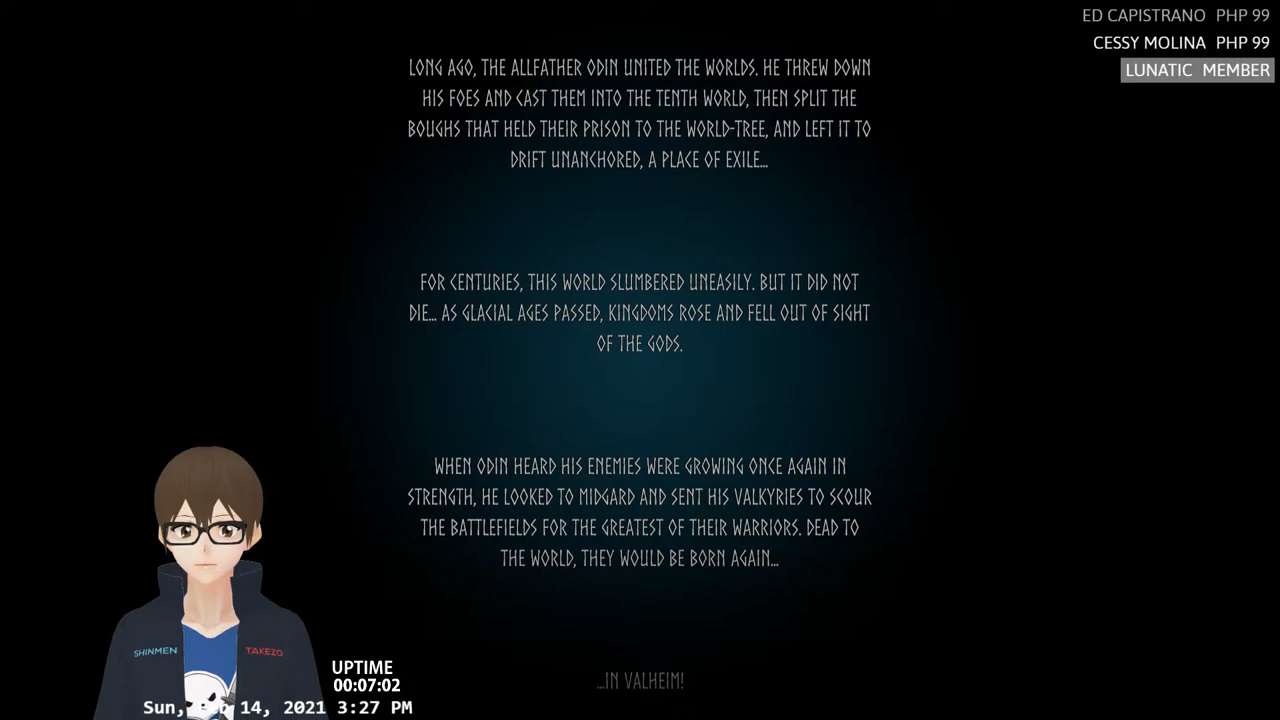 ED CAPISTRANO PHP 99
CESSY MOLINA PHP 99
LUNATIC MEMBER
LONG AGO, THE ALLFATHER ODIN UNITED THE WORLDS. HE THREW DOWN
HIS FOES AND CAST THEM INTO THE TENTH WORLD, THEN SPLIT THE
BOUGHS THAT HELD THEIR PRISON TO THE WORLD-TREE, AND LEFT IT TO
DRIFT UNANCHORED, A PLACE OF EXILE...
FOR CENTURIES, THIS WORLD SLUMBERED UNEASILY. BUT IT DID NOT
DIE... AS GLACIAL AGES PASSED, KINGDOMS ROSE AND FELL OUT OF SIGHT
OF THE GODS.
WHEN ODIN HEARD HIS ENEMIES WERE GROWING ONCE AGAIN IN
STRENGTH, HE LOOKED TO MIDGARD AND SENT HIS VALKYRIES TO SCOUR
THE BATTLEFIELDS FOR THE GREATEST OF THEIR WARRIORS. DEAD TO
THE WORLD, THEY WOULD BE BORN AGAIN...
...IN VALHEIM!
SHINMEN TAKEZO
UPTIME
00:07:02
Sun, Feb 14, 2021 3:27 PM